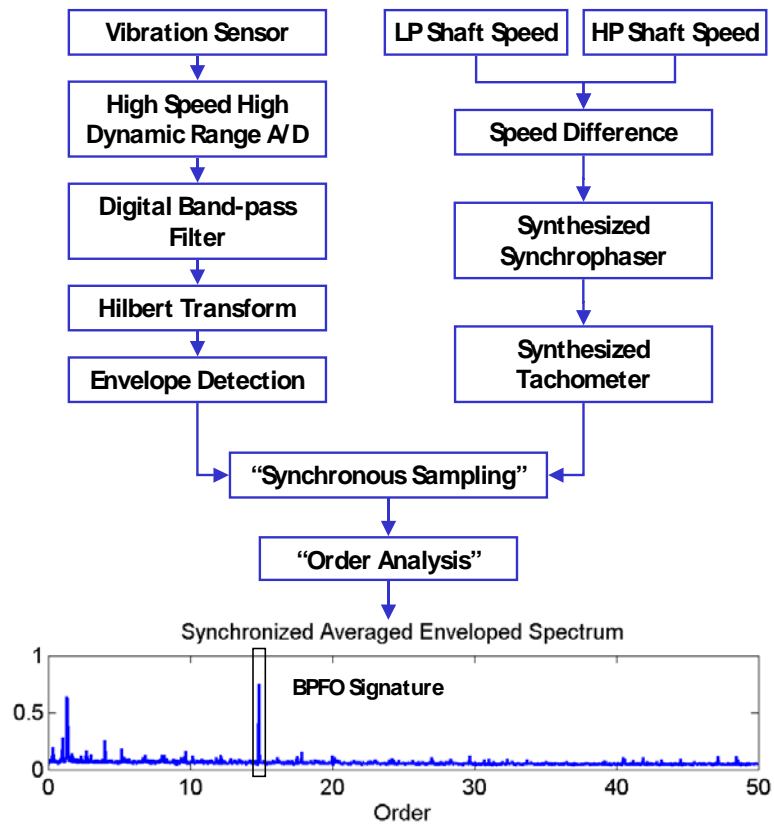 Vibration Sensor
High Speed High
Dynamic Range A/D
Digital Band-pass
Filter
Hilbert Transform
Envelope Detection
LP Shaft Speed
HP Shaft Speed
Speed Difference
Synthesized
Synchrophaser
Synthesized
Tachometer
“Synchronous Sampling”
“Order Analysis”
Synchronized Averaged Enveloped Spectrum
1
0.5
0
BPFO Signature
0 10 20 30 40 50
Order